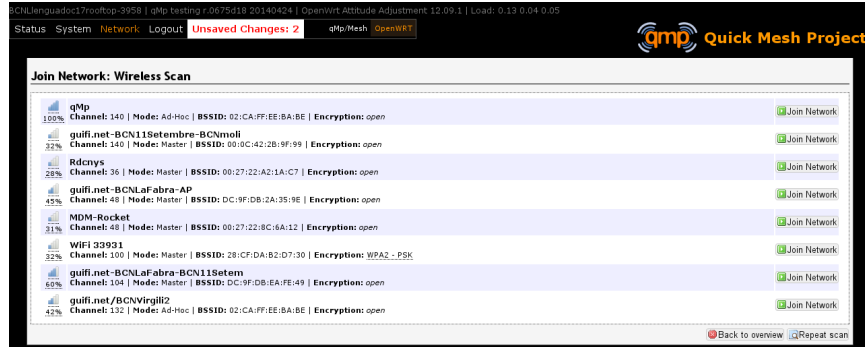 BCNLlenguadoc17rooftop-3958 | qMp testing r.0675d18 20140424 | OpenWrt Attitude Adjustment 12.09.1 | Load: 0.13 0.04 0.05
Status System Network Logout Unsaved Changes: 2 qMp/Mesh OpenWRT
qmp Quick Mesh Project
Join Network: Wireless Scan
qMp
100% Channel: 140 | Mode: Ad-Hoc | BSSID: 02:CA:FF:EE:BA:BE | Encryption: open Join Network
guifi.net-BCN11Setembre-BCNmoli
32% Channel: 140 | Mode: Master | BSSID: 00:0C:42:2B:9F:99 | Encryption: open Join Network
Rdcnys
28% Channel: 36 | Mode: Master | BSSID: 00:27:22:A2:1A:C7 | Encryption: open Join Network
guifi.net-BCNLaFabra-AP
45% Channel: 48 | Mode: Master | BSSID: DC:9F:DB:2A:35:9E | Encryption: open Join Network
MDM-Rocket
31% Channel: 48 | Mode: Master | BSSID: 00:27:22:8C:6A:12 | Encryption: open Join Network
WiFi 33931
32% Channel: 100 | Mode: Master | BSSID: 28:CF:DA:B2:D7:30 | Encryption: WPA2 - PSK Join Network
guifi.net-BCNLaFabra-BCN11Setem
60% Channel: 104 | Mode: Master | BSSID: DC:9F:DB:EA:FE:49 | Encryption: open Join Network
guifi.net/BCNVirgili2
42% Channel: 132 | Mode: Ad-Hoc | BSSID: 02:CA:FF:EE:BA:BE | Encryption: open Join Network
Back to overview Repeat scan